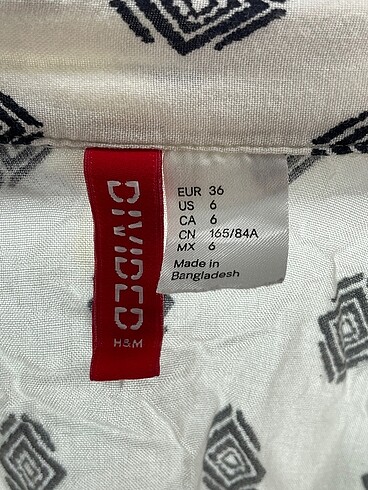 DIVIDED
H&M
EUR 36
US 6
CA 6
CN 165/84A
MX 6
Made in
Bangladesh